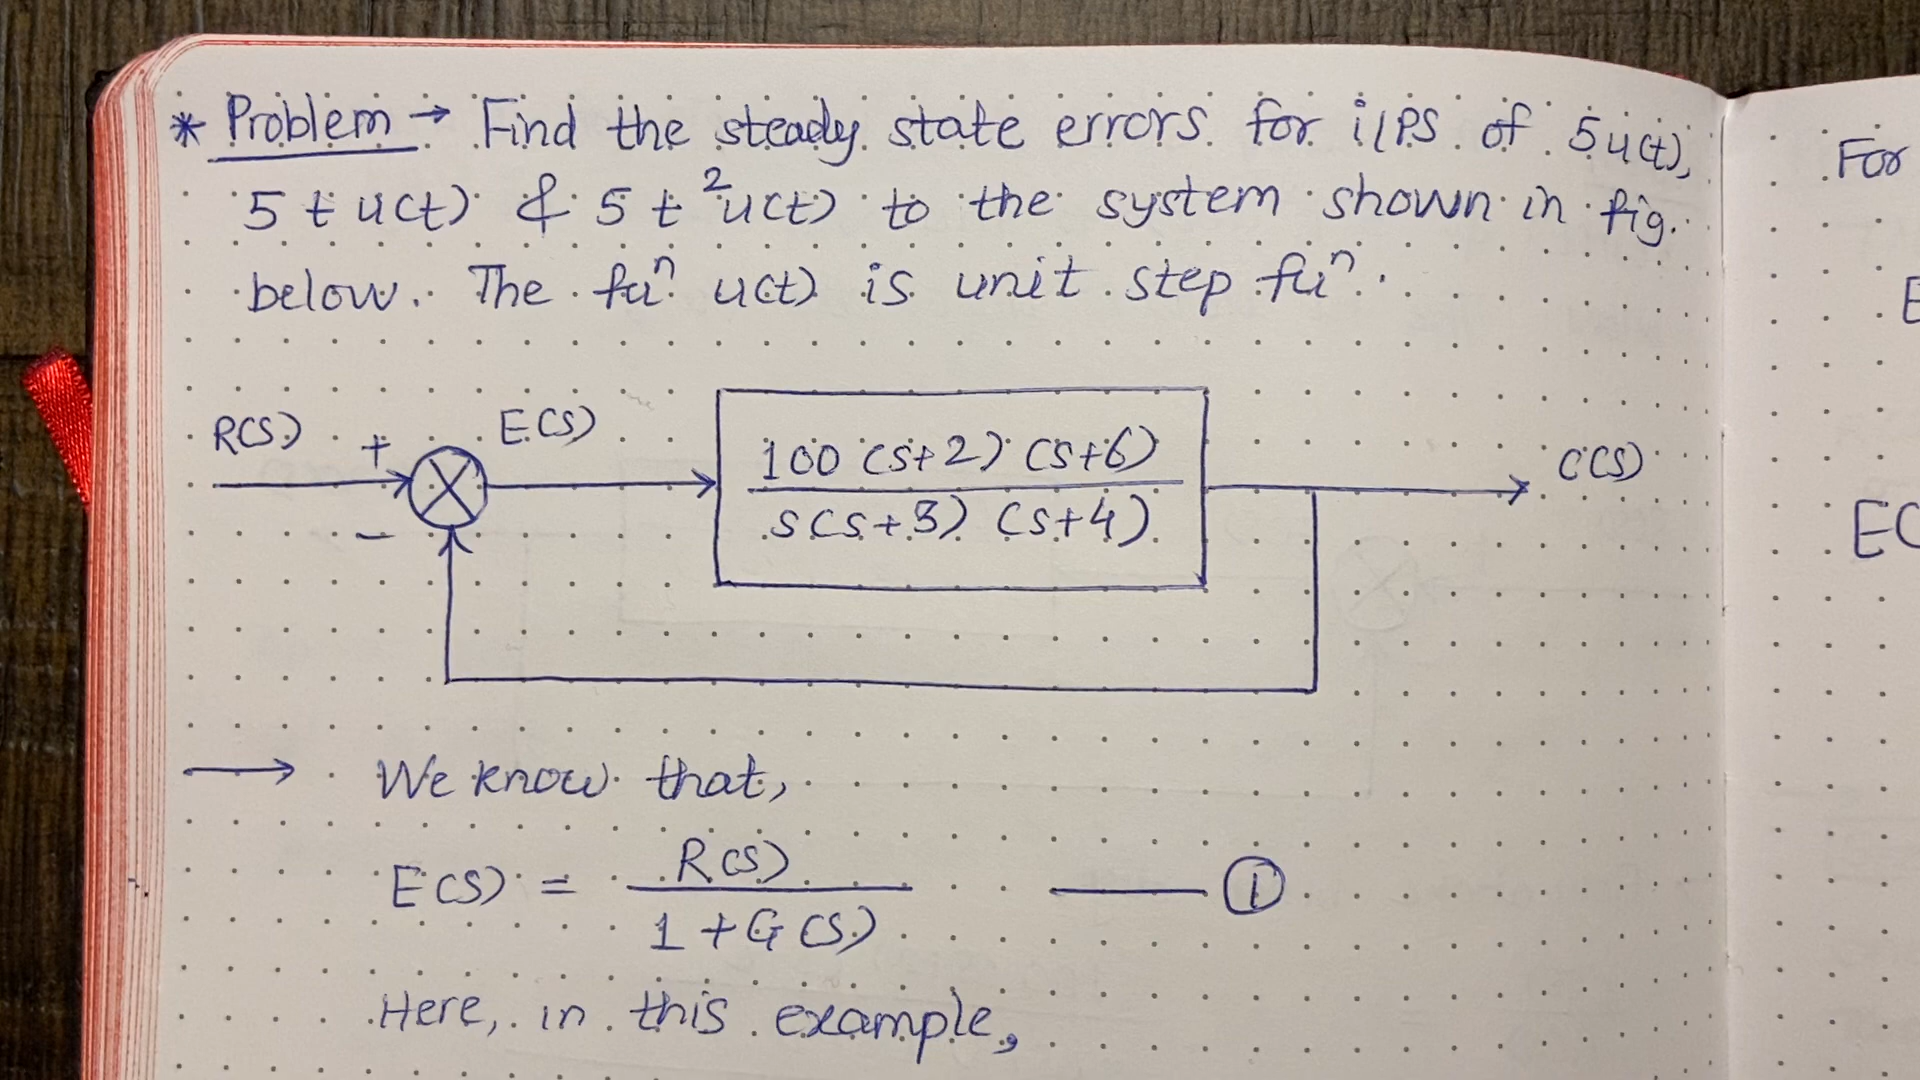 * Problem → Find the steady state errors for i/PS of 5u(t),
5 t u(t) & 5 t²u(t) to the system shown in fig.
below. The fuⁿ u(t) is unit step fuⁿ.
R(S) + E(S)
100 (s+2) (s+6)
s(s+3) (s+4)
C(S)
−
→ We know that,
E(S) = R(S) / 1+G(S) —— ①
Here, in this example,
For
E